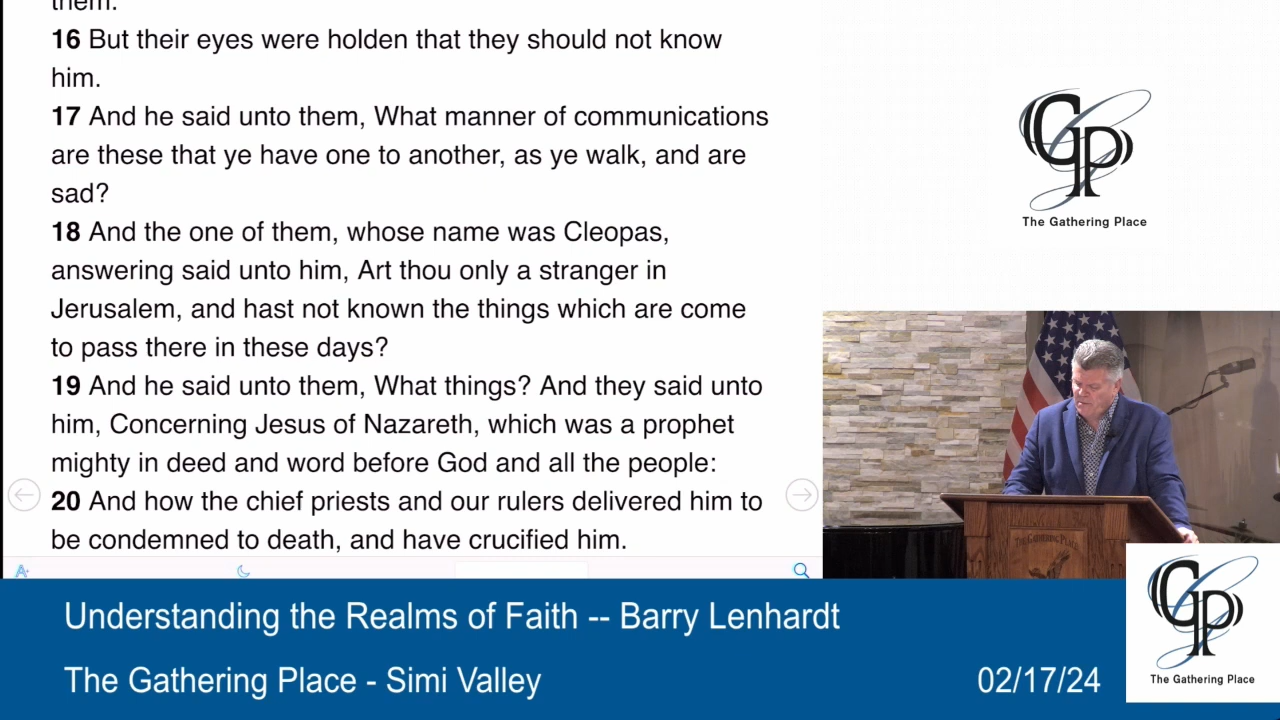 them.
16 But their eyes were holden that they should not know
him.
17 And he said unto them, What manner of communications
are these that ye have one to another, as ye walk, and are
sad?
18 And the one of them, whose name was Cleopas,
answering said unto him, Art thou only a stranger in
Jerusalem, and hast not known the things which are come
to pass there in these days?
19 And he said unto them, What things? And they said unto
him, Concerning Jesus of Nazareth, which was a prophet
mighty in deed and word before God and all the people:
20 And how the chief priests and our rulers delivered him to
be condemned to death, and have crucified him.
A+
GP
The Gathering Place
THE GATHERING PLACE
Understanding the Realms of Faith -- Barry Lenhardt
The Gathering Place - Simi Valley
02/17/24
GP
The Gathering Place